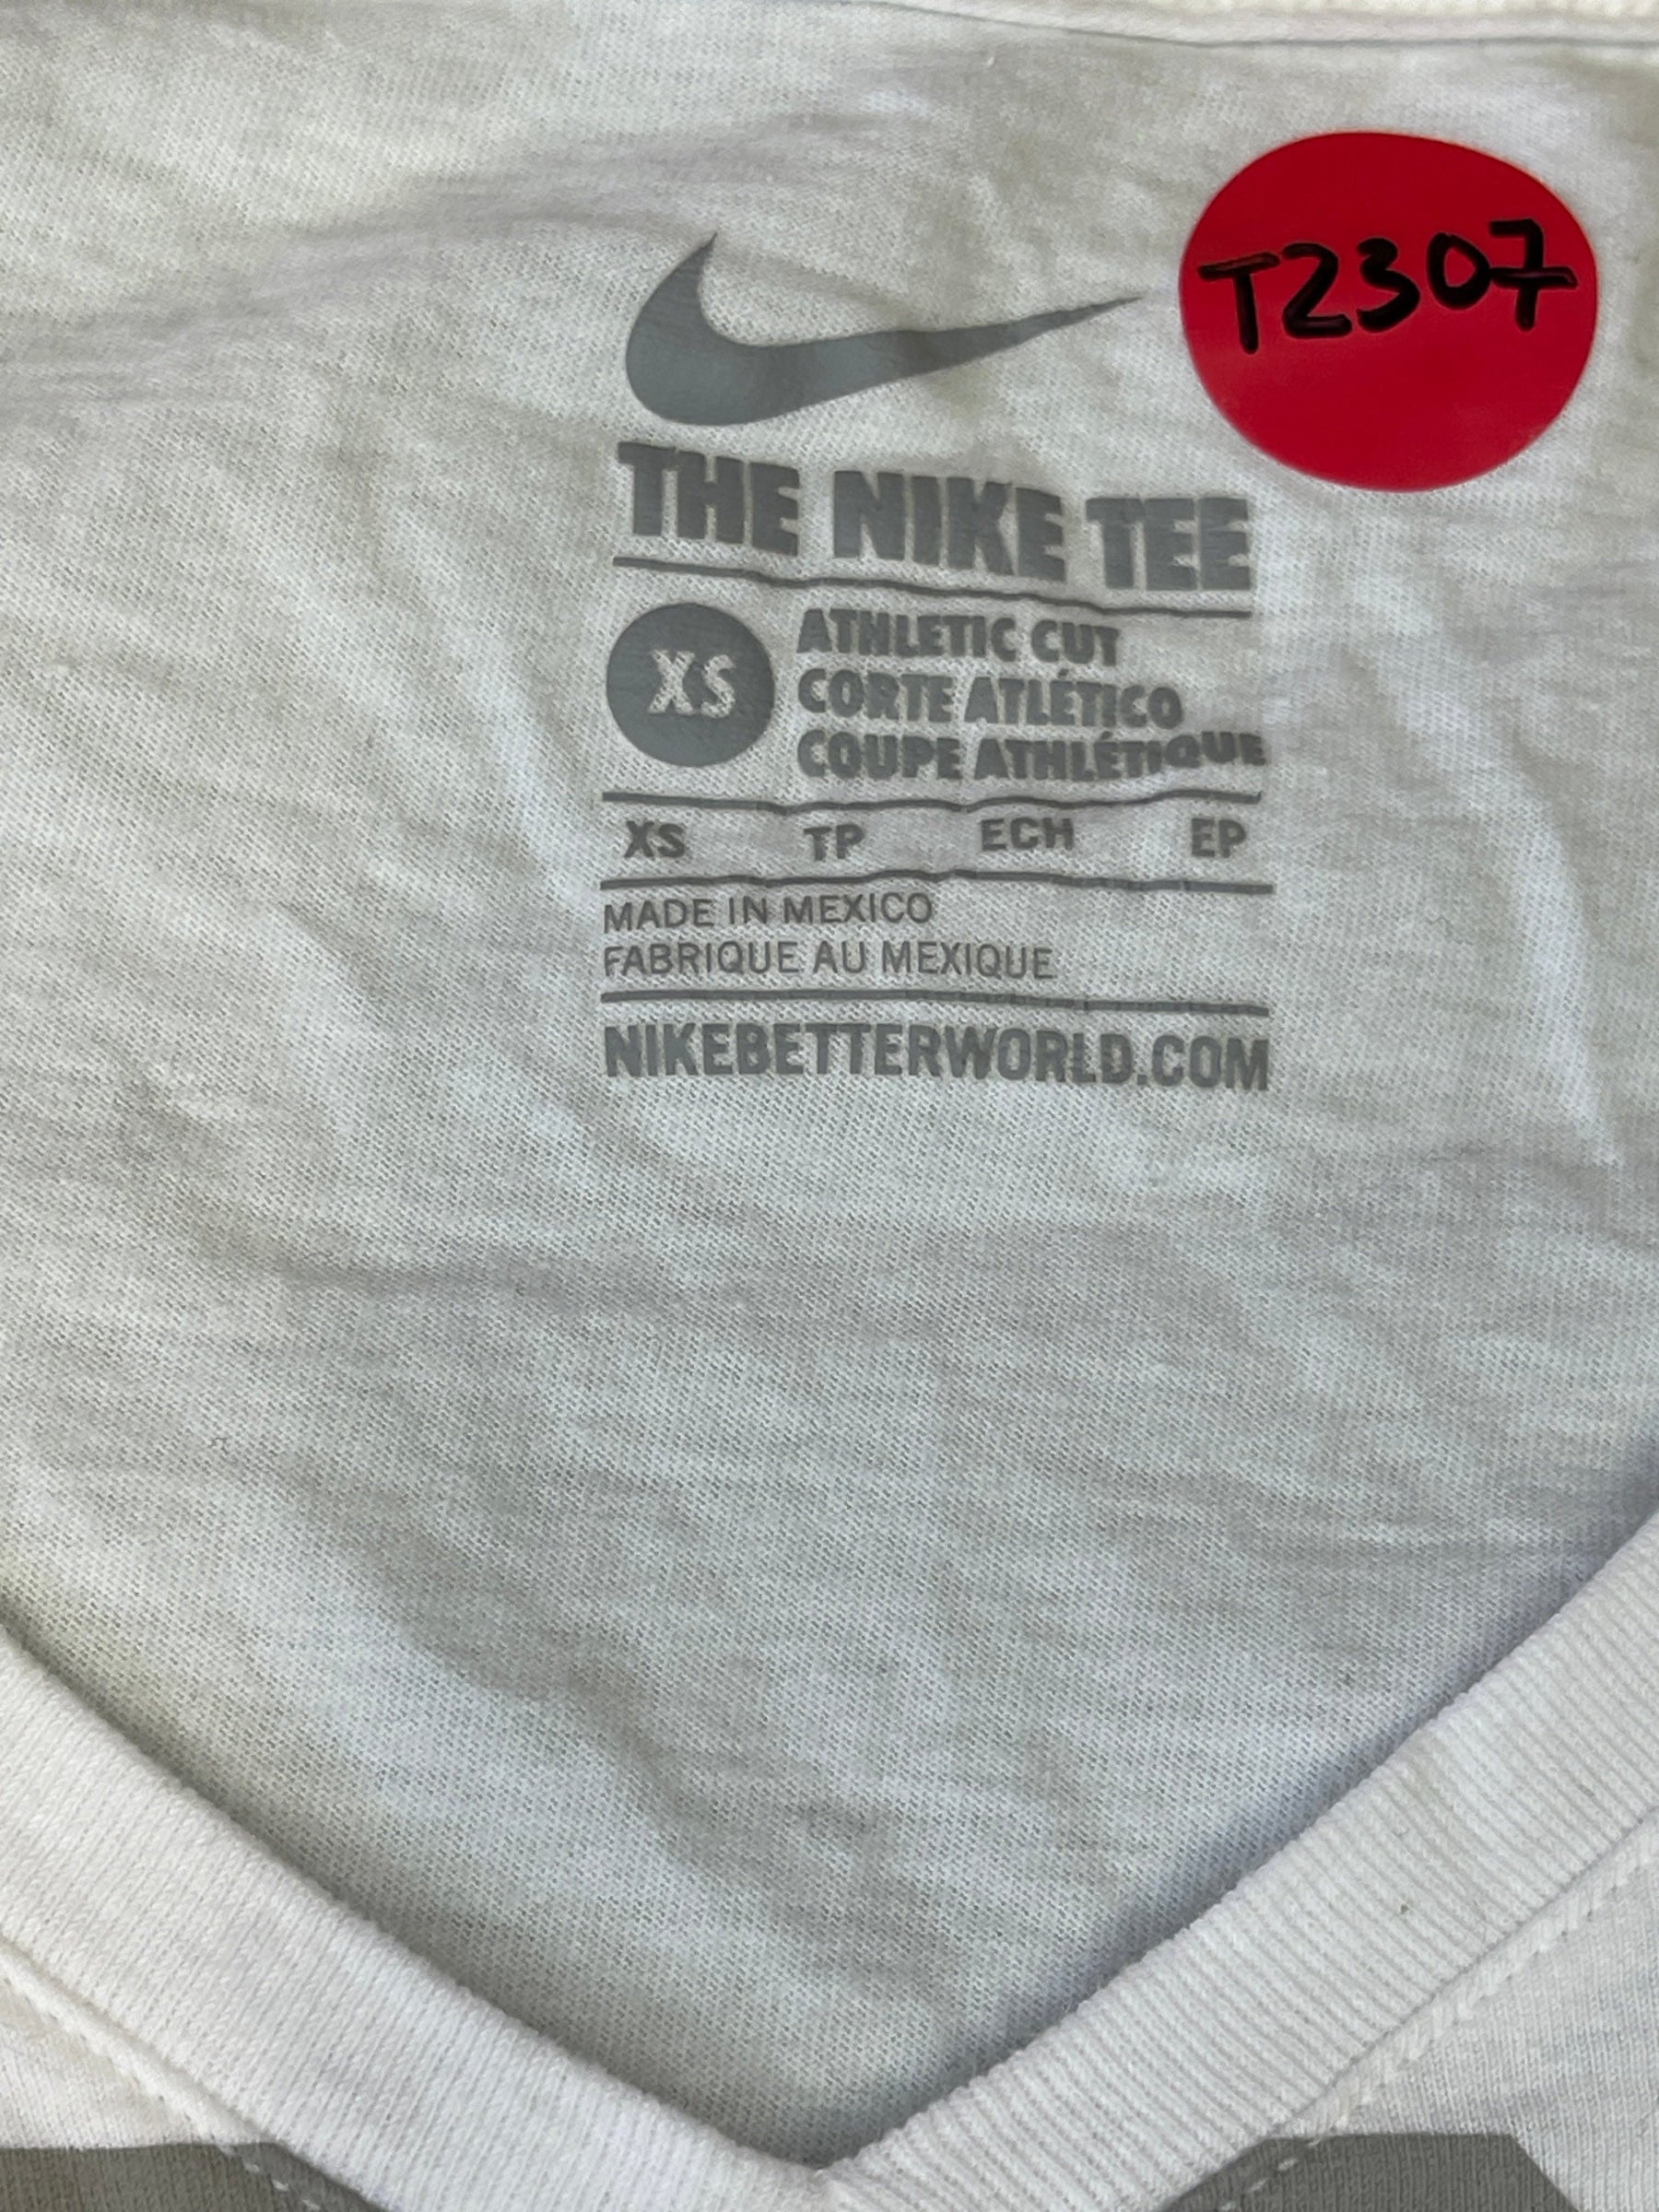 T2307
THE NIKE TEE
XS
ATHLETIC CUT
CORTE ATLÉTICO
COUPE ATHLÉTIQUE
XS TP ECH EP
MADE IN MEXICO
FABRIQUE AU MEXIQUE
NIKEBETTERWORLD.COM